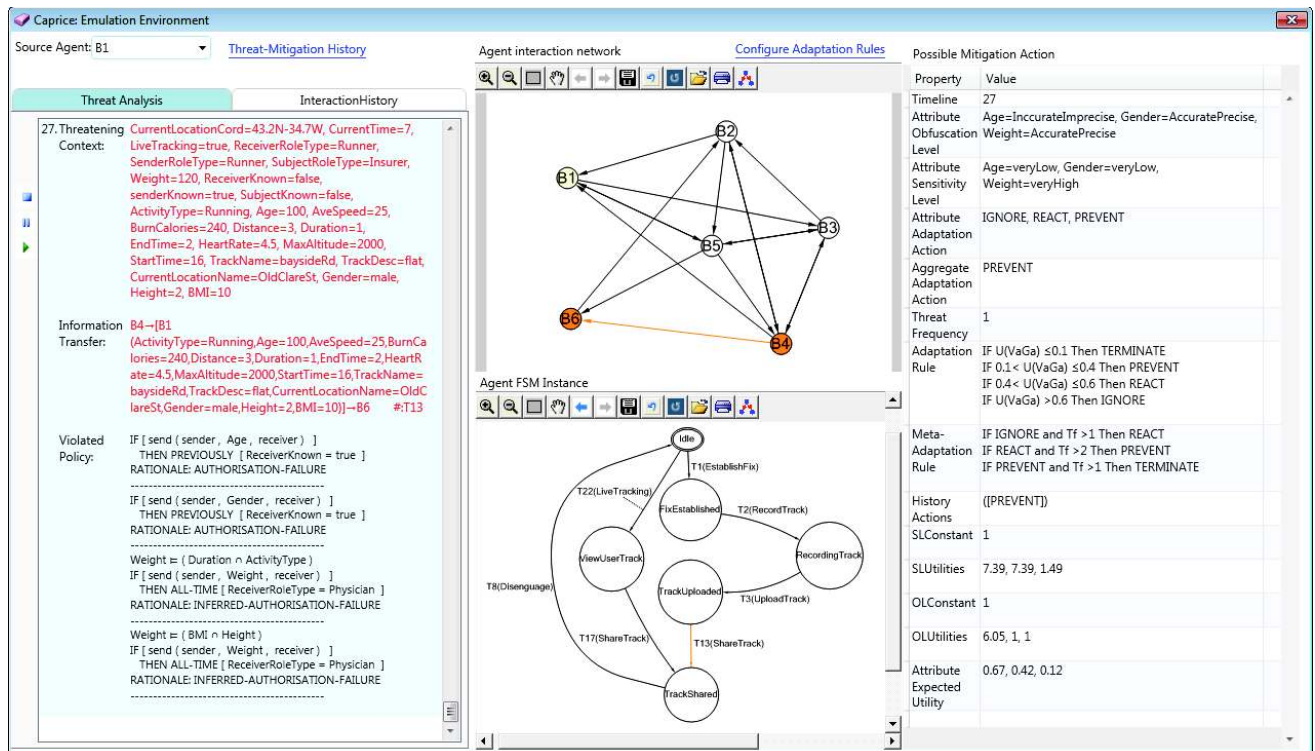 Caprice: Emulation Environment
Source Agent: B1
Threat-Mitigation History
Threat Analysis
InteractionHistory
27. Threatening Context:
CurrentLocationCord=43.2N-34.7W, CurrentTime=7,
LiveTracking=true, ReceiverRoleType=Runner,
SenderRoleType=Runner, SubjectRoleType=Insurer,
Weight=120, ReceiverKnown=false,
senderKnown=true, SubjectKnown=false,
ActivityType=Running, Age=100, AveSpeed=25,
BurnCalories=240, Distance=3, Duration=1,
EndTime=2, HeartRate=4.5, MaxAltitude=2000,
StartTime=16, TrackName=baysideRd, TrackDesc=flat,
CurrentLocationName=OldClareSt, Gender=male,
Height=2, BMI=10
Information Transfer:
B4→[B1
(ActivityType=Running,Age=100,AveSpeed=25,BurnCa
lories=240,Distance=3,Duration=1,EndTime=2,HeartR
ate=4.5,MaxAltitude=2000,StartTime=16,TrackName=
baysideRd,TrackDesc=flat,CurrentLocationName=OldC
lareSt,Gender=male,Height=2,BMI=10)]→B6 #:T13
Violated Policy:
IF [ send ( sender , Age , receiver ) ]
THEN PREVIOUSLY [ ReceiverKnown = true ]
RATIONALE: AUTHORISATION-FAILURE
--------------------------------------------
IF [ send ( sender , Gender , receiver ) ]
THEN PREVIOUSLY [ ReceiverKnown = true ]
RATIONALE: AUTHORISATION-FAILURE
--------------------------------------------
Weight ⊨ ( Duration ∩ ActivityType )
IF [ send ( sender , Weight , receiver ) ]
THEN ALL-TIME [ ReceiverRoleType = Physician ]
RATIONALE: INFERRED-AUTHORISATION-FAILURE
--------------------------------------------
Weight ⊨ ( BMI ∩ Height )
IF [ send ( sender , Weight , receiver ) ]
THEN ALL-TIME [ ReceiverRoleType = Physician ]
RATIONALE: INFERRED-AUTHORISATION-FAILURE
--------------------------------------------
Agent interaction network
Configure Adaptation Rules
B2
B1
B3
B5
B6
B4
Agent FSM Instance
Idle
T1(EstablishFix)
T22(LiveTracking)
FixEstablished
T2(RecordTrack)
ViewUserTrack
RecordingTrack
TrackUploaded
T8(Disenguage)
T3(UploadTrack)
T17(ShareTrack)
T13(ShareTrack)
TrackShared
Possible Mitigation Action
Property Value
Timeline 27
Attribute Obfuscation Level
Age=InccurateImprecise, Gender=AccuratePrecise,
Weight=AccuratePrecise
Attribute Sensitivity Level
Age=veryLow, Gender=veryLow,
Weight=veryHigh
Attribute Adaptation Action
IGNORE, REACT, PREVENT
Aggregate Adaptation Action
PREVENT
Threat Frequency
1
Adaptation Rule
IF U(VaGa) ≤0.1 Then TERMINATE
IF 0.1< U(VaGa) ≤0.4 Then PREVENT
IF 0.4< U(VaGa) ≤0.6 Then REACT
IF U(VaGa) >0.6 Then IGNORE
Meta-Adaptation Rule
IF IGNORE and Tf >1 Then REACT
IF REACT and Tf >2 Then PREVENT
IF PREVENT and Tf >1 Then TERMINATE
History Actions
([PREVENT])
SLConstant 1
SLUtilities 7.39, 7.39, 1.49
OLConstant 1
OLUtilities 6.05, 1, 1
Attribute Expected Utility
0.67, 0.42, 0.12